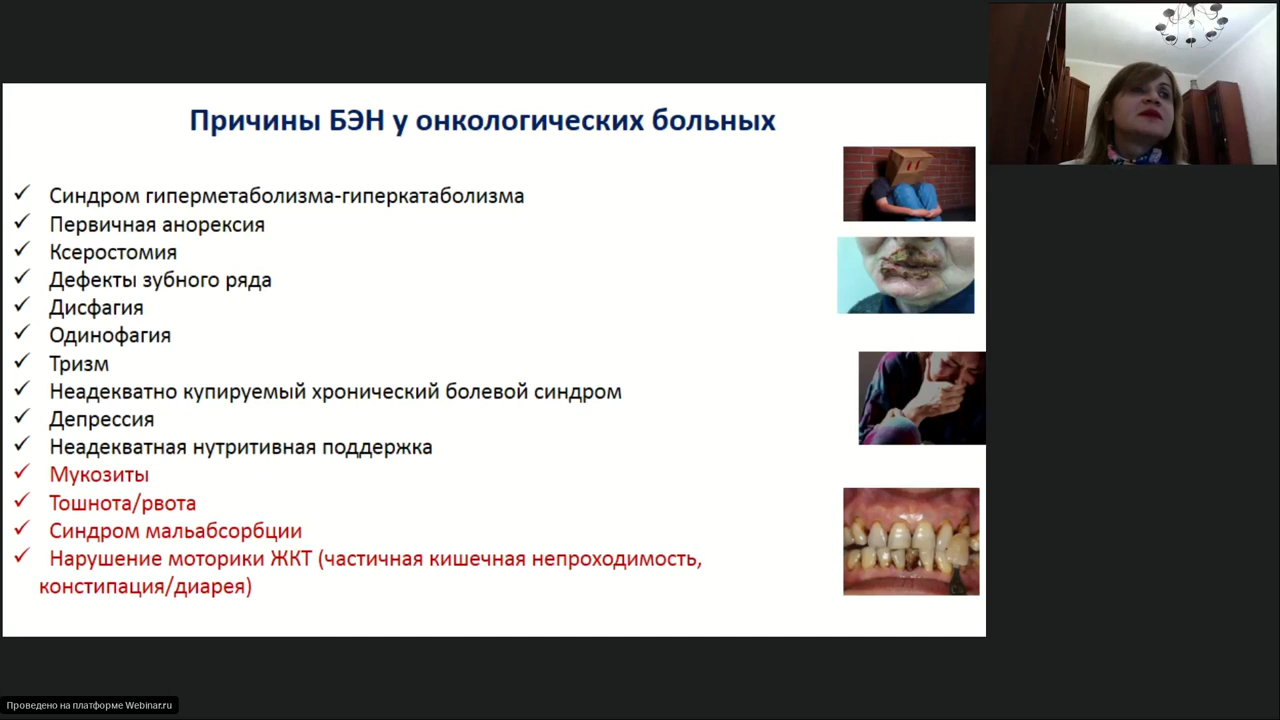 Причины БЭН у онкологических больных
✓ Синдром гиперметаболизма-гиперкатаболизма
✓ Первичная анорексия
✓ Ксеростомия
✓ Дефекты зубного ряда
✓ Дисфагия
✓ Одинофагия
✓ Тризм
✓ Неадекватно купируемый хронический болевой синдром
✓ Депрессия
✓ Неадекватная нутритивная поддержка
✓ Мукозиты
✓ Тошнота/рвота
✓ Синдром мальабсорбции
✓ Нарушение моторики ЖКТ (частичная кишечная непроходимость,
констипация/диарея)
Проведено на платформе Webinar.ru